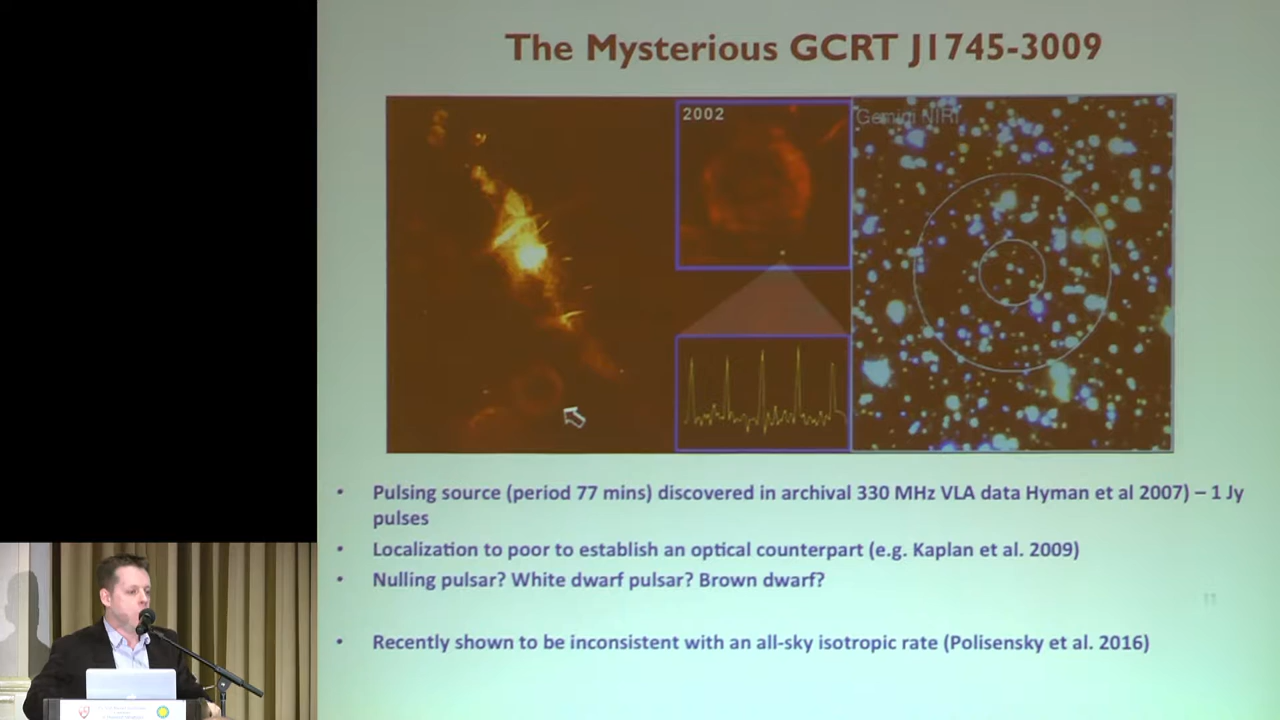 The Mysterious GCRT J1745-3009
2002
Gemini NIRI
• Pulsing source (period 77 mins) discovered in archival 330 MHz VLA data Hyman et al 2007) – 1 Jy
pulses
• Localization to poor to establish an optical counterpart (e.g. Kaplan et al. 2009)
• Nulling pulsar? White dwarf pulsar? Brown dwarf?
11
• Recently shown to be inconsistent with an all-sky isotropic rate (Polisensky et al. 2016)